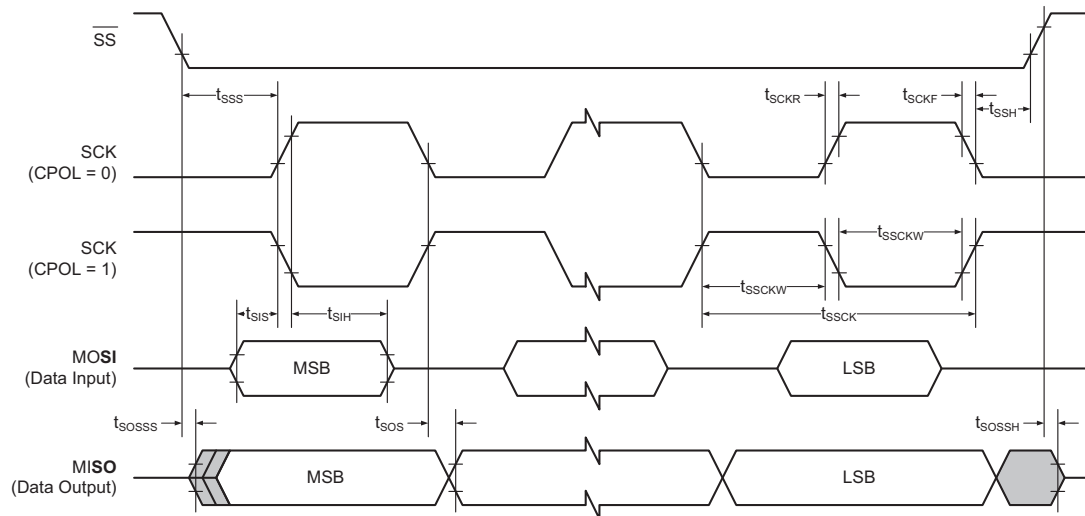 SS
tSSS
tSCKR
tSCKF
tSSH
SCK
(CPOL = 0)
SCK
(CPOL = 1)
tSSCKW
tSSCKW
tSSCK
tSIS
tSIH
MOSI
(Data Input)
MSB
LSB
tSOSSS
tSOS
tSOSSH
MISO
(Data Output)
MSB
LSB